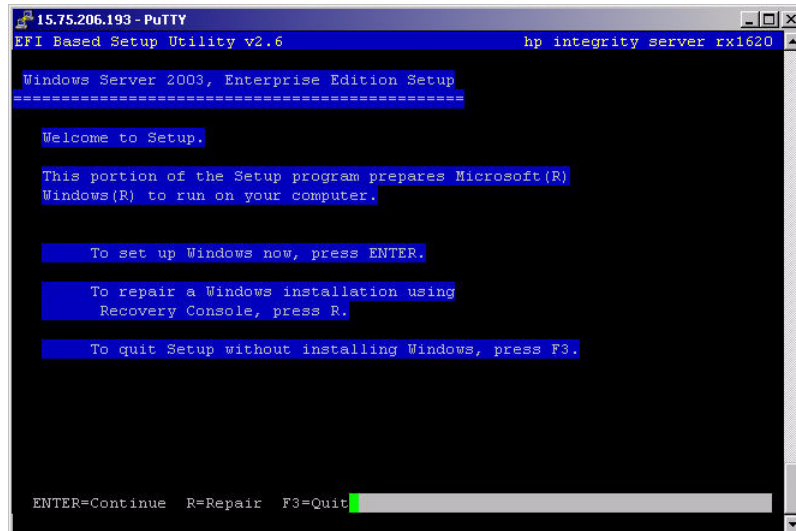 15.75.206.193 - PuTTY
EFI Based Setup Utility v2.6 hp integrity server rx1620
Windows Server 2003, Enterprise Edition Setup
===============================================
Welcome to Setup.
This portion of the Setup program prepares Microsoft(R)
Windows(R) to run on your computer.
To set up Windows now, press ENTER.
To repair a Windows installation using
Recovery Console, press R.
To quit Setup without installing Windows, press F3.
ENTER=Continue R=Repair F3=Quit